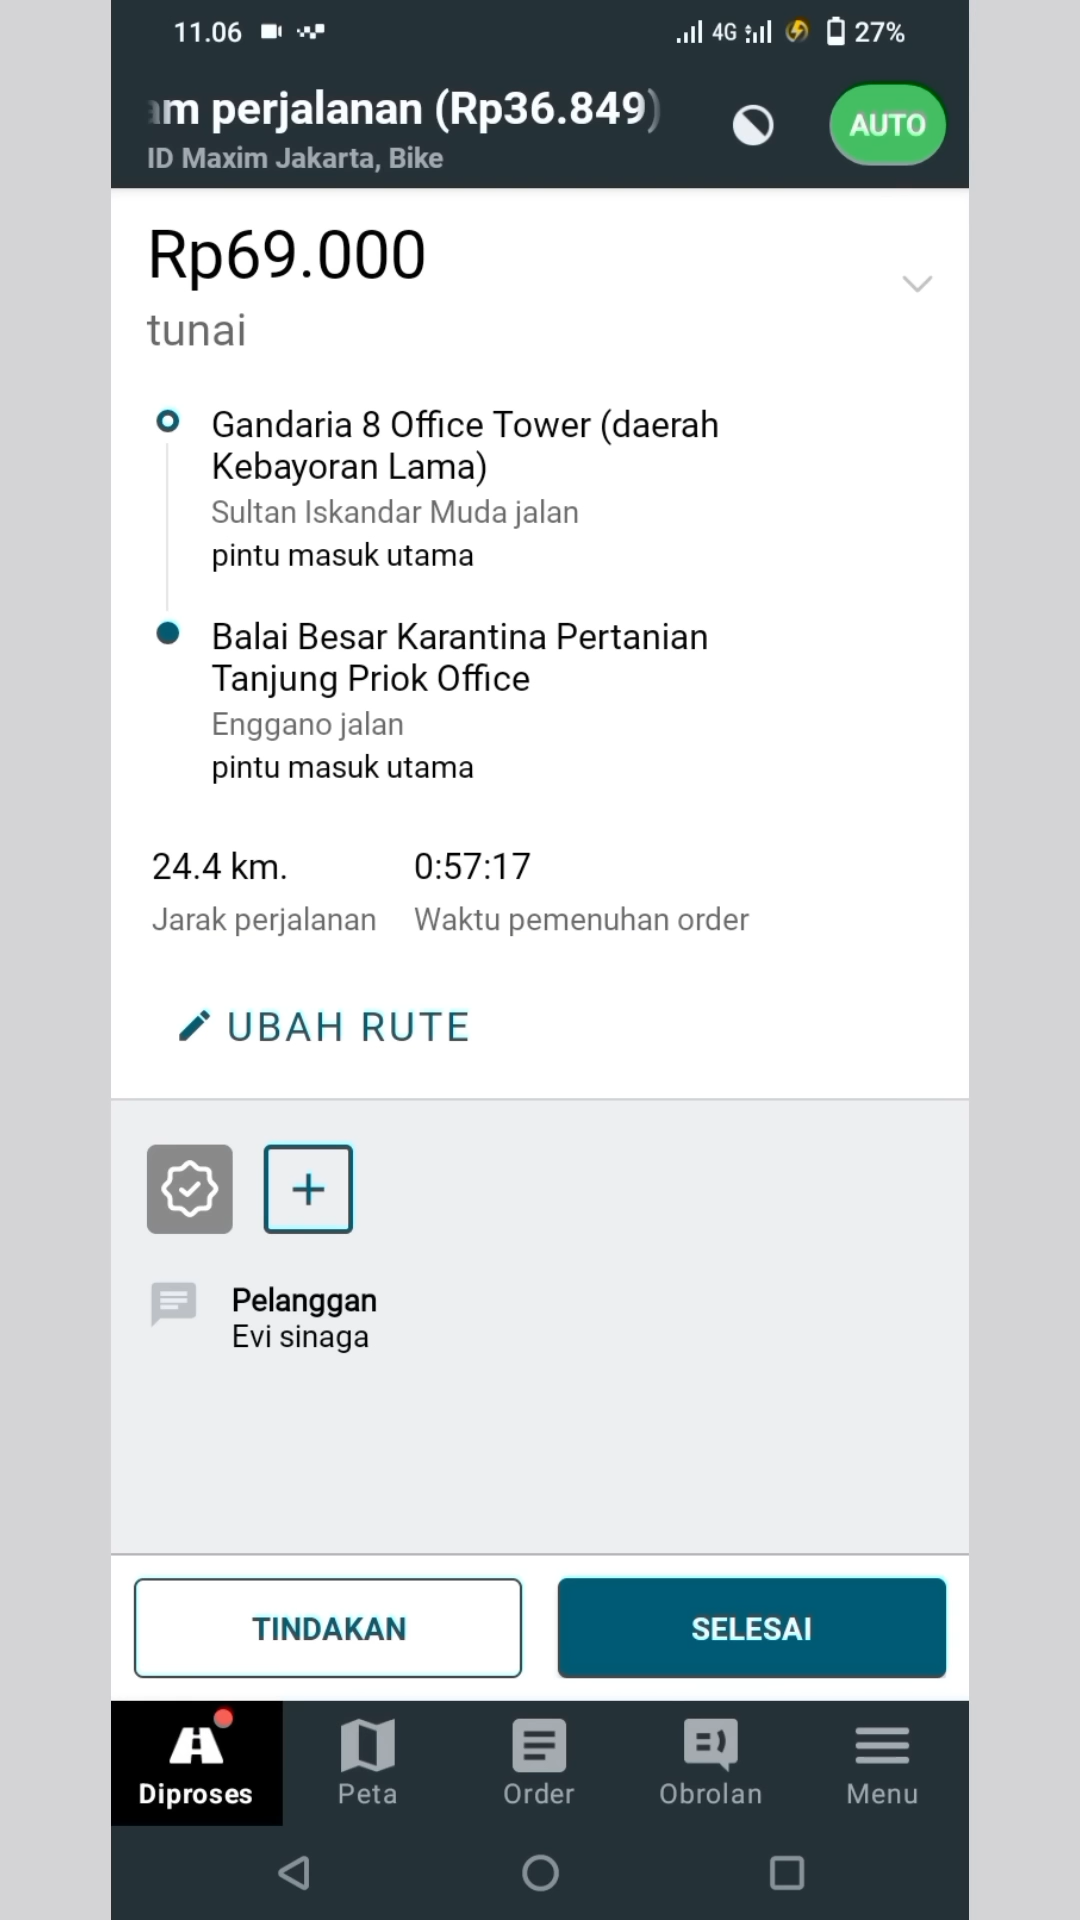 11.06 4G 27%
am perjalanan (Rp36.849)
ID Maxim Jakarta, Bike
AUTO
Rp69.000
tunai
Gandaria 8 Office Tower (daerah
Kebayoran Lama)
Sultan Iskandar Muda jalan
pintu masuk utama
Balai Besar Karantina Pertanian
Tanjung Priok Office
Enggano jalan
pintu masuk utama
24.4 km. 0:57:17
Jarak perjalanan Waktu pemenuhan order
UBAH RUTE
Pelanggan
Evi sinaga
TINDAKAN SELESAI
Diproses Peta Order Obrolan Menu